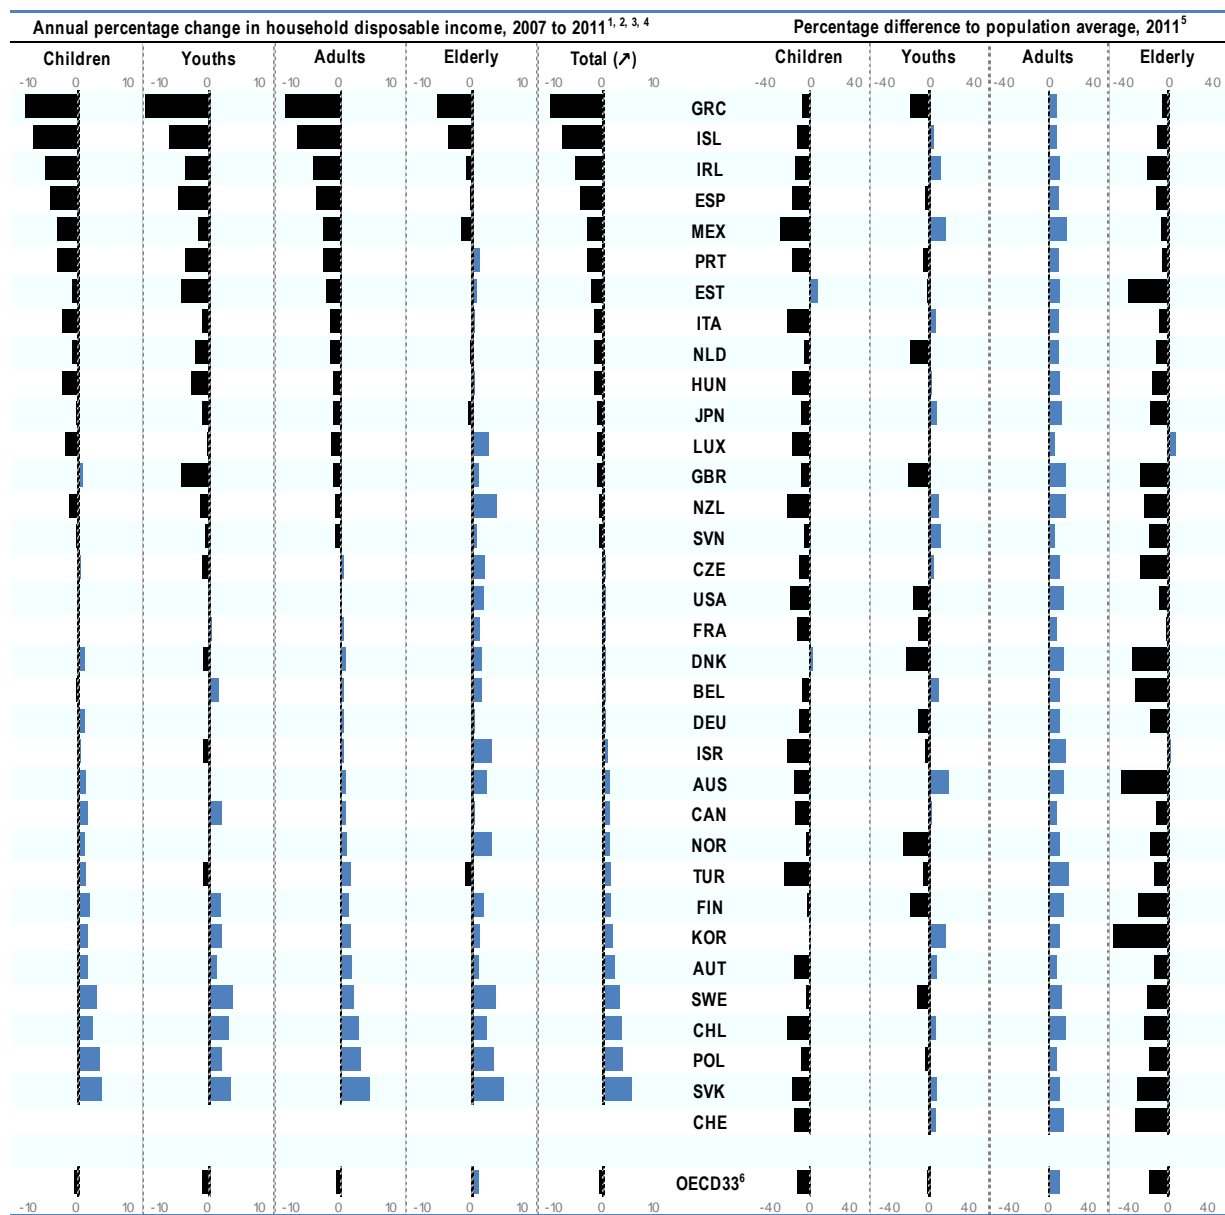 Annual percentage change in household disposable income, 2007 to 20111, 2, 3, 4 Percentage difference to population average, 20115
Children Youths Adults Elderly Total (↗) Children Youths Adults Elderly
-10 0 10 -10 0 10 -10 0 10 -10 0 10 -10 0 10 -40 0 40 -40 0 40 -40 0 40 -40 0 40
GRC
ISL
IRL
ESP
MEX
PRT
EST
ITA
NLD
HUN
JPN
LUX
GBR
NZL
SVN
CZE
USA
FRA
DNK
BEL
DEU
ISR
AUS
CAN
NOR
TUR
FIN
KOR
AUT
SWE
CHL
POL
SVK
CHE
OECD336
-10 0 10 -10 0 10 -10 0 10 -10 0 10 -10 0 10 -40 0 40 -40 0 40 -40 0 40 -40 0 40